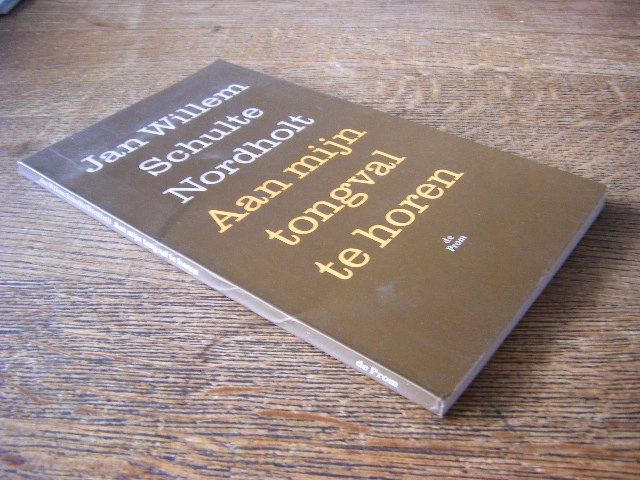 Jan Willem
Schulte
Nordholt
Aan mijn
tongval
te horen
de
Prom
de Prom